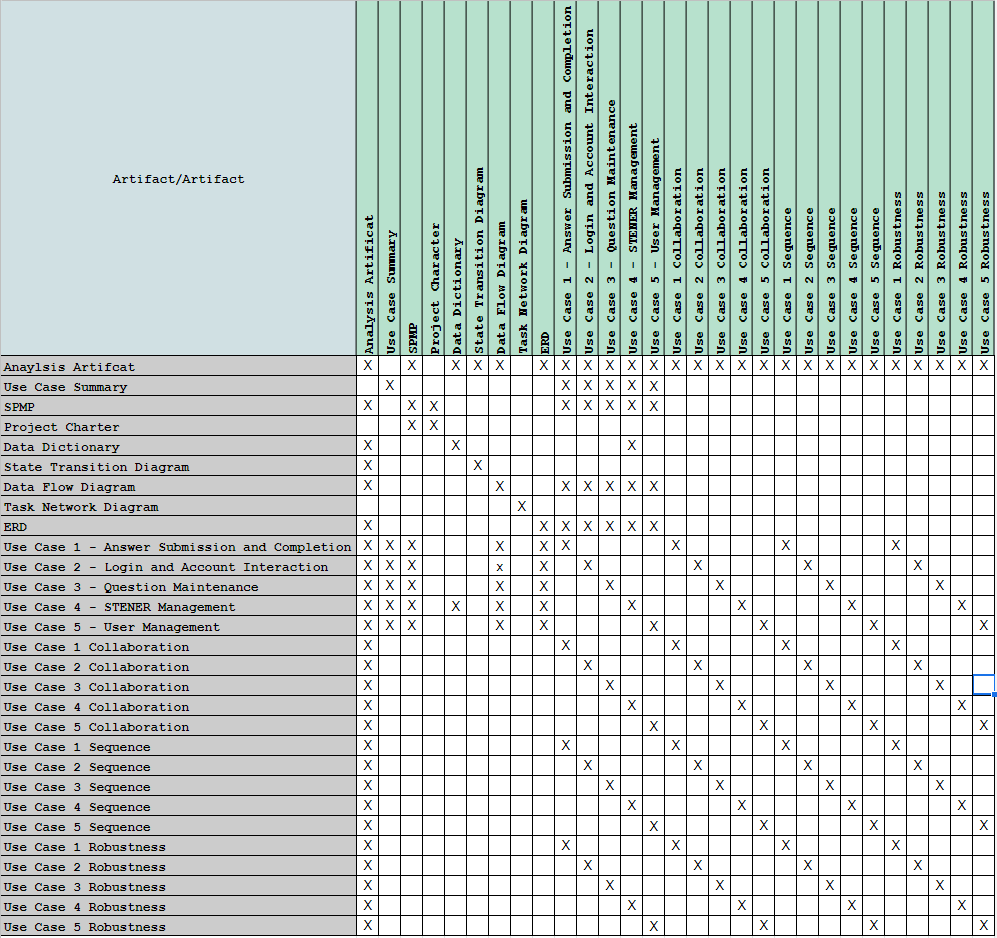 Artifact/Artifact
Analysis Artificat
Use Case Summary
SPMP
Project Character
Data Dictionary
State Transition Diagram
Data Flow Diagram
Task Network Diagram
ERD
Use Case 1 - Answer Submission and Completion
Use Case 2 - Login and Account Interaction
Use Case 3 - Question Maintenance
Use Case 4 - STENER Management
Use Case 5 - User Management
Use Case 1 Collaboration
Use Case 2 Collaboration
Use Case 3 Collaboration
Use Case 4 Collaboration
Use Case 5 Collaboration
Use Case 1 Sequence
Use Case 2 Sequence
Use Case 3 Sequence
Use Case 4 Sequence
Use Case 5 Sequence
Use Case 1 Robustness
Use Case 2 Robustness
Use Case 3 Robustness
Use Case 4 Robustness
Use Case 5 Robustness
Anaylsis Artifcat X X X X X X X X X X X X X X X X X X X X X X X X X X
Use Case Summary X X X X X X
SPMP X X X X X X X X
Project Charter X X
Data Dictionary X X X
State Transition Diagram X X
Data Flow Diagram X X X X X X X
Task Network Diagram X
ERD X X X X X X X
Use Case 1 - Answer Submission and Completion X X X X X X X X X
Use Case 2 - Login and Account Interaction X X X x X X X X X
Use Case 3 - Question Maintenance X X X X X X X X X
Use Case 4 - STENER Management X X X X X X X X X X
Use Case 5 - User Management X X X X X X X X X
Use Case 1 Collaboration X X X X X
Use Case 2 Collaboration X X X X X
Use Case 3 Collaboration X X X X X
Use Case 4 Collaboration X X X X X
Use Case 5 Collaboration X X X X X
Use Case 1 Sequence X X X X X
Use Case 2 Sequence X X X X X
Use Case 3 Sequence X X X X X
Use Case 4 Sequence X X X X X
Use Case 5 Sequence X X X X X
Use Case 1 Robustness X X X X X
Use Case 2 Robustness X X X X X
Use Case 3 Robustness X X X X X
Use Case 4 Robustness X X X X X
Use Case 5 Robustness X X X X X